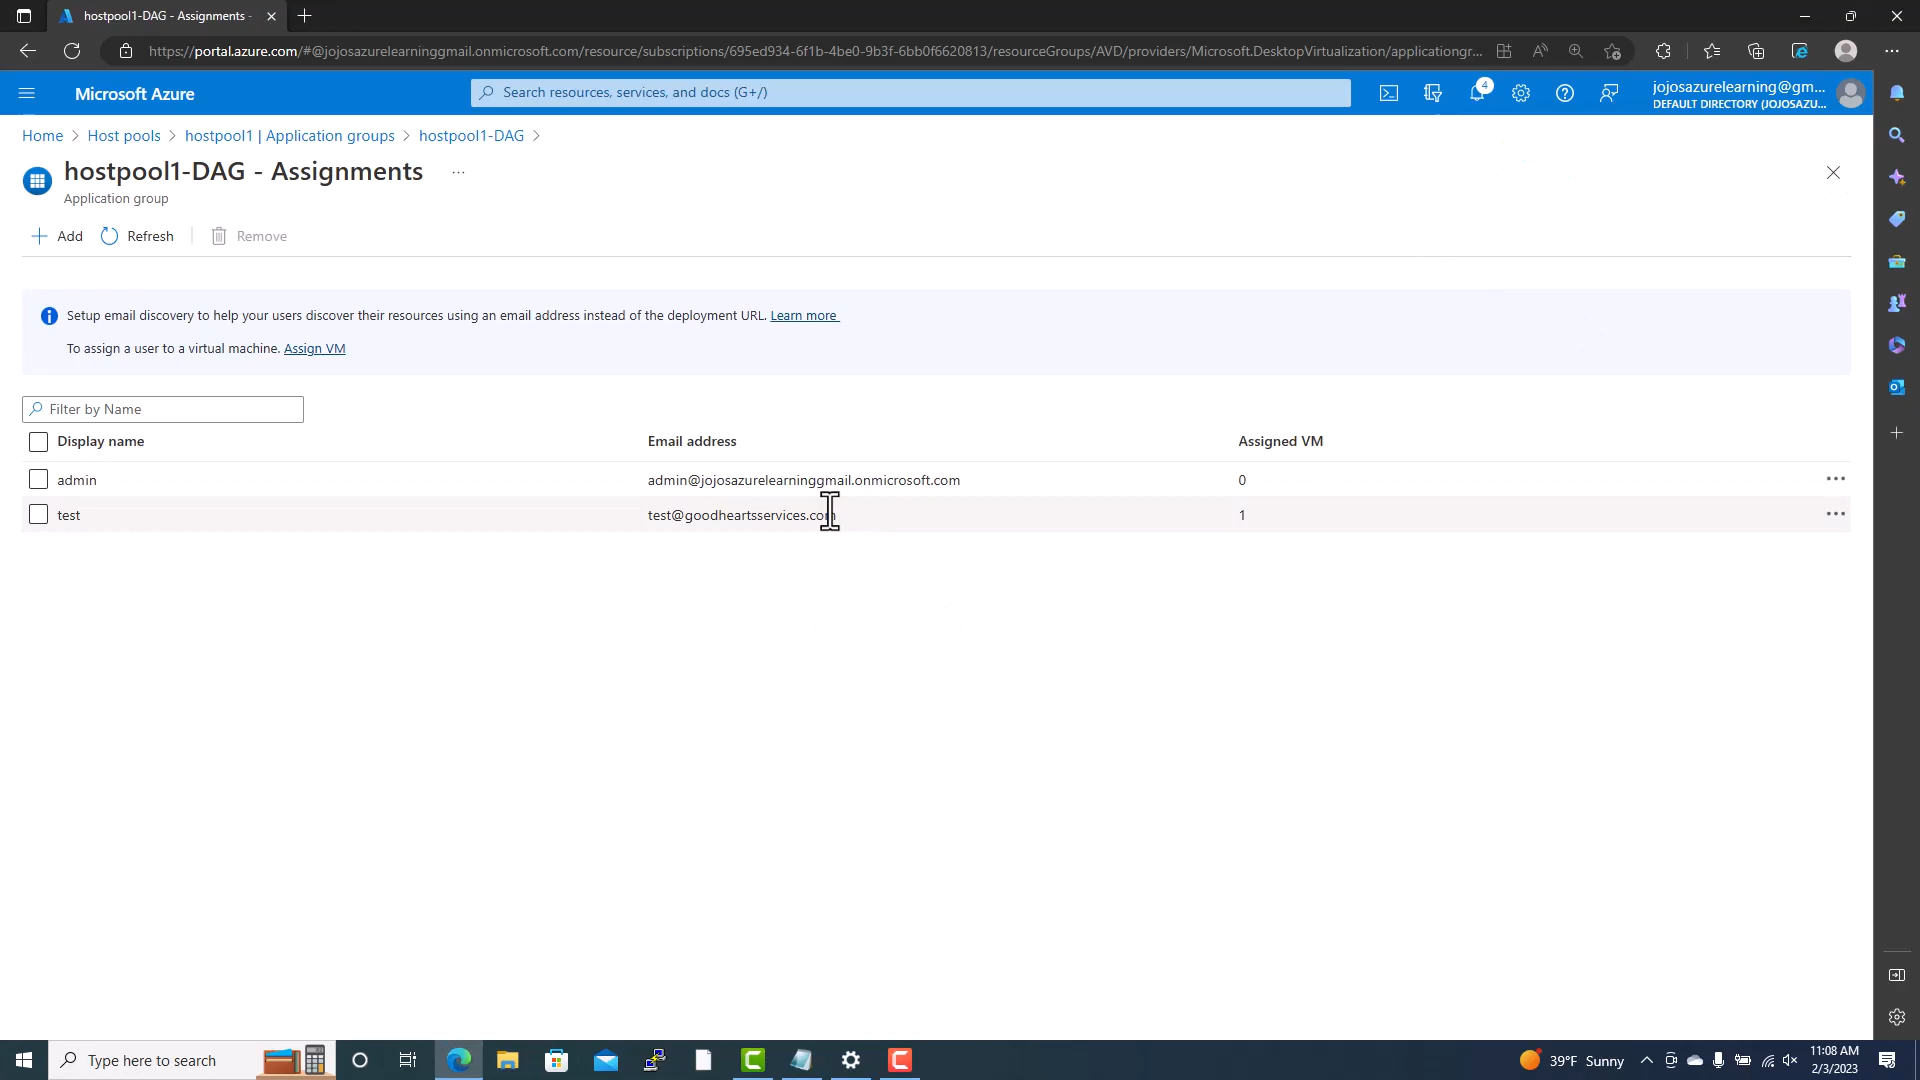 hostpool1-DAG - Assignments -
https://portal.azure.com/#@jojosazurelearninggmail.onmicrosoft.com/resource/subscriptions/695ed934-6f1b-4be0-9b3f-6bb0f6620813/resourceGroups/AVD/providers/Microsoft.DesktopVirtualization/applicationgr...
Microsoft Azure
Search resources, services, and docs (G+/)
4
jojosazurelearning@gm...
DEFAULT DIRECTORY (JOJOSAZU...
Home > Host pools > hostpool1 | Application groups > hostpool1-DAG >
hostpool1-DAG - Assignments ...
Application group
Add Refresh Remove
Setup email discovery to help your users discover their resources using an email address instead of the deployment URL. Learn more
To assign a user to a virtual machine. Assign VM
Filter by Name
Display name Email address Assigned VM
admin admin@jojosazurelearninggmail.onmicrosoft.com 0
test test@goodheartsservices.com 1
Type here to search
39°F Sunny
11:08 AM
2/3/2023